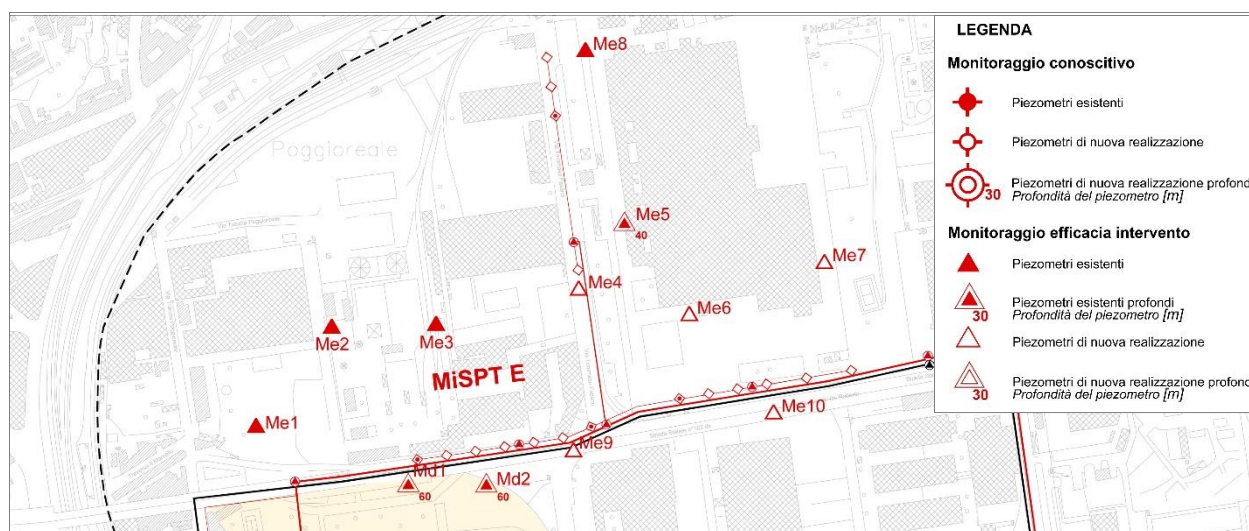 LEGENDA
Monitoraggio conoscitivo
Piezometri esistenti
Piezometri di nuova realizzazione
Piezometri di nuova realizzazione profond
30
Profondità del piezometro [m]
Monitoraggio efficacia intervento
Piezometri esistenti
Piezometri esistenti profondi
30
Profondità del piezometro [m]
Piezometri di nuova realizzazione
Piezometri di nuova realizzazione profond
30
Profondità del piezometro [m]
Me8
Poggioreale
Me5
40
Me7
Me4
Me6
Me2
Me3
MiSPT E
Me1
Me10
Me9
Md1
60
Md2
60